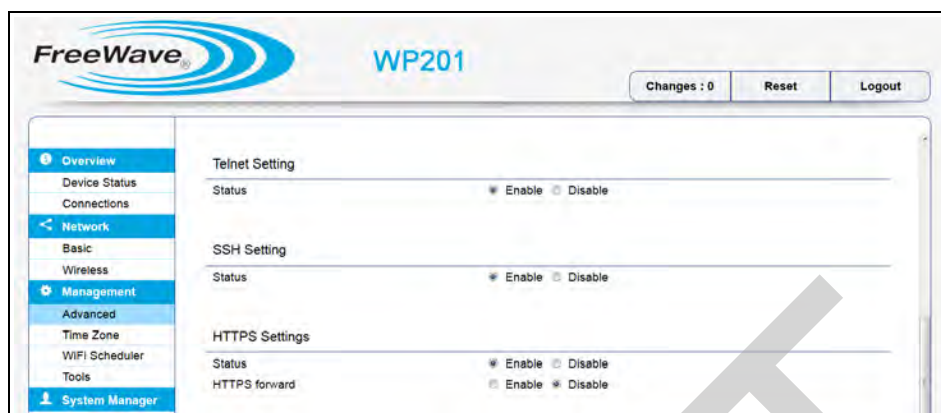 FreeWave®
WP201
Changes : 0 Reset Logout
Overview
Device Status
Connections
Network
Basic
Wireless
Management
Advanced
Time Zone
WiFi Scheduler
Tools
System Manager
Telnet Setting
Status Enable Disable
SSH Setting
Status Enable Disable
HTTPS Settings
Status Enable Disable
HTTPS forward Enable Disable